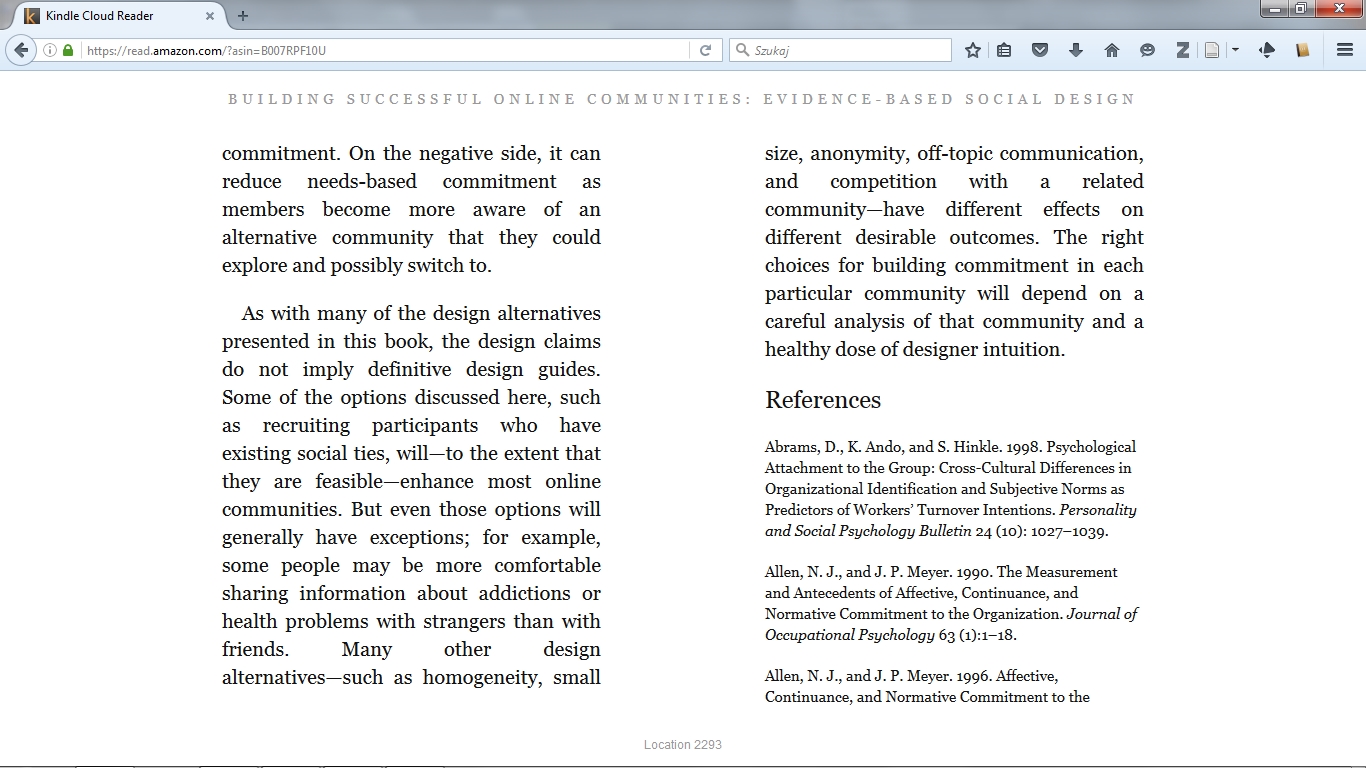 Kindle Cloud Reader
https://read.amazon.com/?asin=B007RPF10U
Szukaj
BUILDING SUCCESSFUL ONLINE COMMUNITIES: EVIDENCE-BASED SOCIAL DESIGN
commitment. On the negative side, it can
reduce needs-based commitment as
members become more aware of an
alternative community that they could
explore and possibly switch to.
As with many of the design alternatives
presented in this book, the design claims
do not imply definitive design guides.
Some of the options discussed here, such
as recruiting participants who have
existing social ties, will—to the extent that
they are feasible—enhance most online
communities. But even those options will
generally have exceptions; for example,
some people may be more comfortable
sharing information about addictions or
health problems with strangers than with
friends. Many other design
alternatives—such as homogeneity, small
size, anonymity, off-topic communication,
and competition with a related
community—have different effects on
different desirable outcomes. The right
choices for building commitment in each
particular community will depend on a
careful analysis of that community and a
healthy dose of designer intuition.
References
Abrams, D., K. Ando, and S. Hinkle. 1998. Psychological
Attachment to the Group: Cross-Cultural Differences in
Organizational Identification and Subjective Norms as
Predictors of Workers’ Turnover Intentions. Personality
and Social Psychology Bulletin 24 (10): 1027–1039.
Allen, N. J., and J. P. Meyer. 1990. The Measurement
and Antecedents of Affective, Continuance, and
Normative Commitment to the Organization. Journal of
Occupational Psychology 63 (1):1–18.
Allen, N. J., and J. P. Meyer. 1996. Affective,
Continuance, and Normative Commitment to the
Location 2293